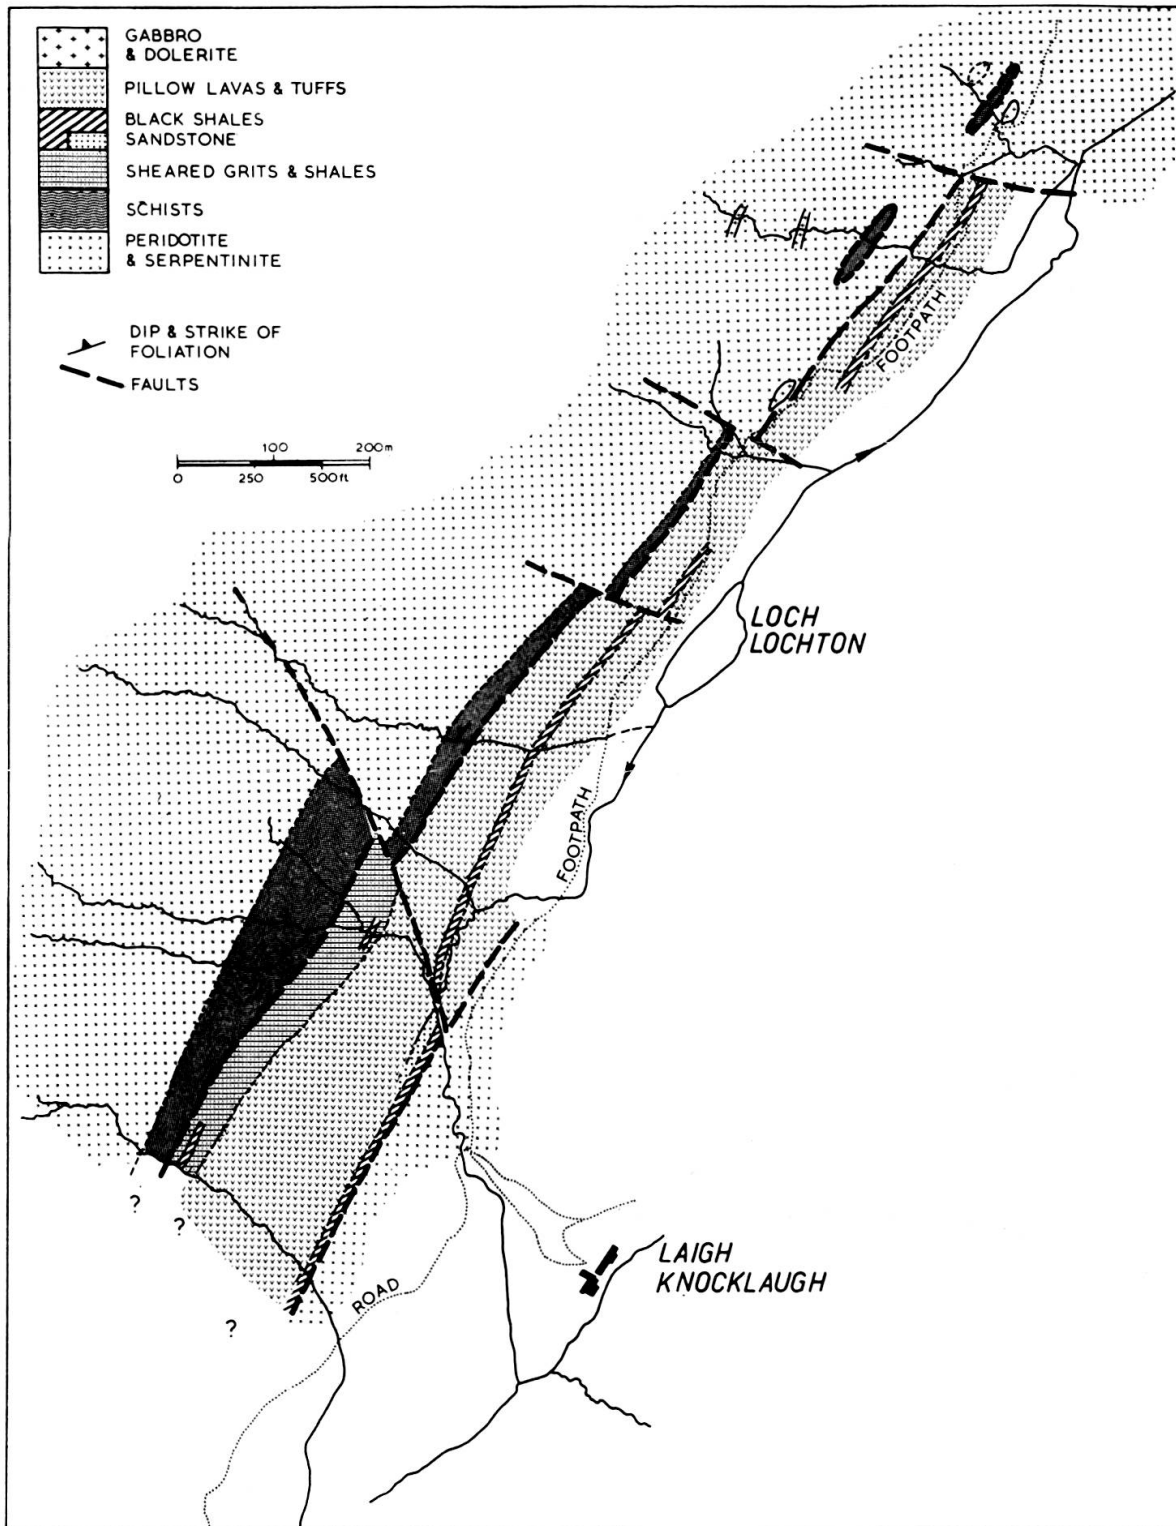 GABBRO
& DOLERITE
PILLOW LAVAS & TUFFS
BLACK SHALES
SANDSTONE
SHEARED GRITS & SHALES
SCHISTS
PERIDOTITE
& SERPENTINITE
DIP & STRIKE OF
FOLIATION
FAULTS
100 200m
0 250 500ft
FOOTPATH
LOCH
LOCHTON
FOOTPATH
?
?
?
LAIGH
KNOCKLAUGH
ROAD